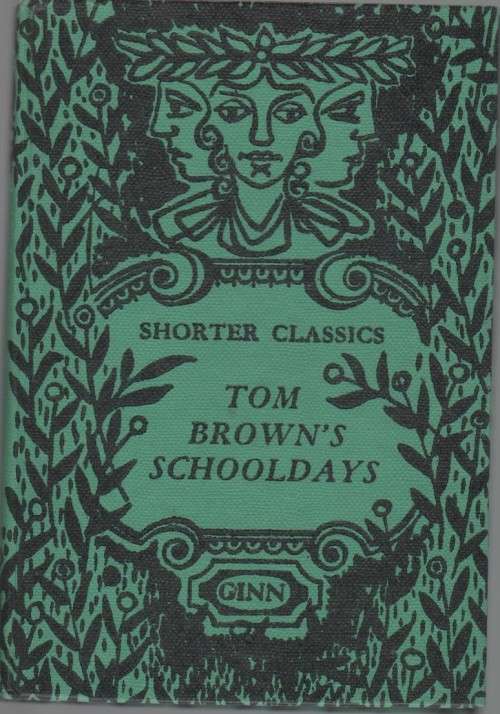 SHORTER CLASSICS
TOM
BROWN'S
SCHOOLDAYS
GINN